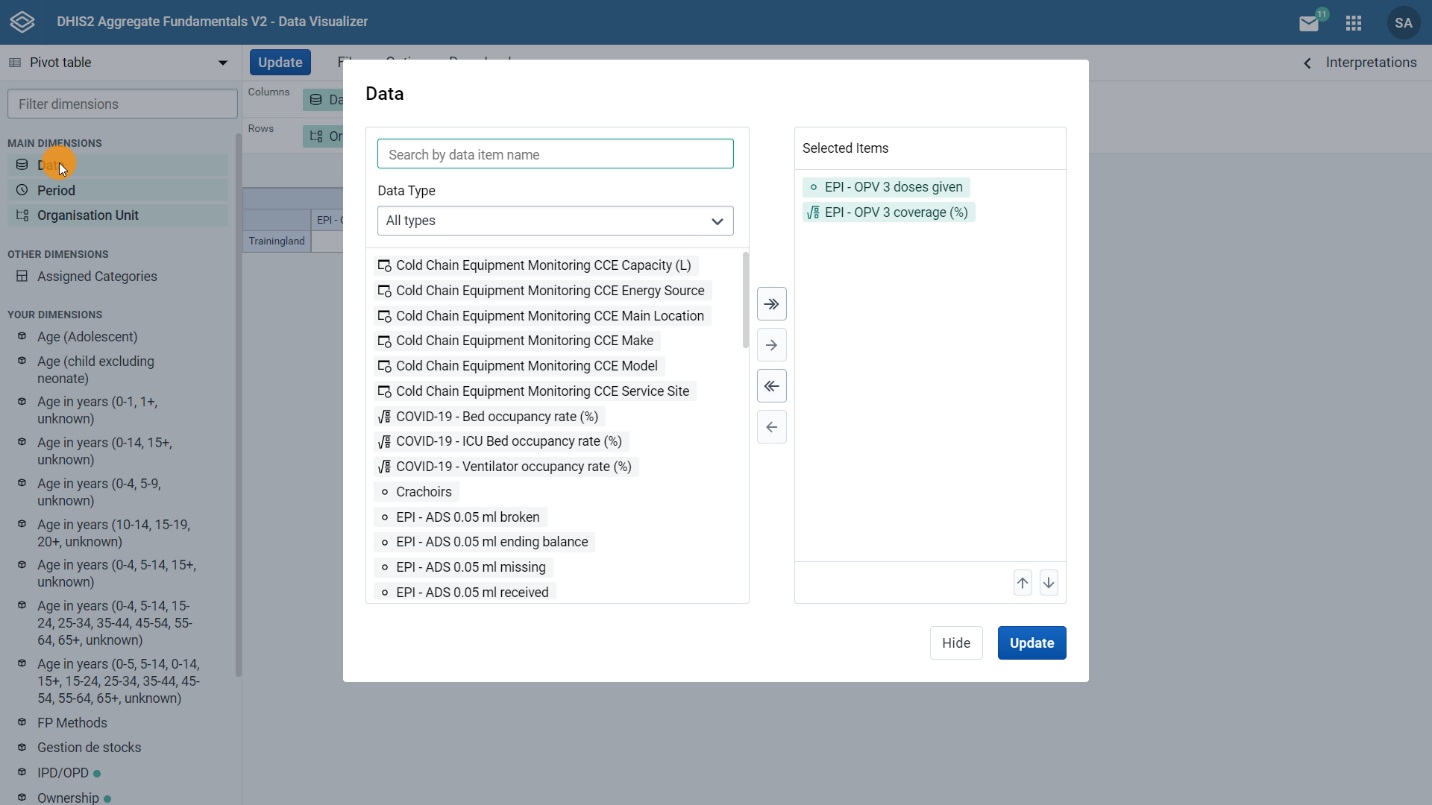 DHIS2 Aggregate Fundamentals V2 - Data Visualizer
11
SA
Pivot table
Update
Interpretations
Filter dimensions
Columns
Rows
MAIN DIMENSIONS
Data
Period
Organisation Unit
OTHER DIMENSIONS
Assigned Categories
YOUR DIMENSIONS
Age (Adolescent)
Age (child excluding
neonate)
Age in years (0-1, 1+,
unknown)
Age in years (0-14, 15+,
unknown)
Age in years (0-4, 5-9,
unknown)
Age in years (10-14, 15-19,
20+, unknown)
Age in years (0-4, 5-14, 15+,
unknown)
Age in years (0-4, 5-14, 15-
24, 25-34, 35-44, 45-54, 55-
64, 65+, unknown)
Age in years (0-5, 5-14, 0-14,
15+, 15-24, 25-34, 35-44, 45-
54, 55-64, 65+, unknown)
FP Methods
Gestion de stocks
IPD/OPD
Ownership
EPI -
Trainingland
Data
Search by data item name
Data Type
All types
Cold Chain Equipment Monitoring CCE Capacity (L)
Cold Chain Equipment Monitoring CCE Energy Source
Cold Chain Equipment Monitoring CCE Main Location
Cold Chain Equipment Monitoring CCE Make
Cold Chain Equipment Monitoring CCE Model
Cold Chain Equipment Monitoring CCE Service Site
COVID-19 - Bed occupancy rate (%)
COVID-19 - ICU Bed occupancy rate (%)
COVID-19 - Ventilator occupancy rate (%)
Crachoirs
EPI - ADS 0.05 ml broken
EPI - ADS 0.05 ml ending balance
EPI - ADS 0.05 ml missing
EPI - ADS 0.05 ml received
Selected Items
EPI - OPV 3 doses given
EPI - OPV 3 coverage (%)
Hide
Update